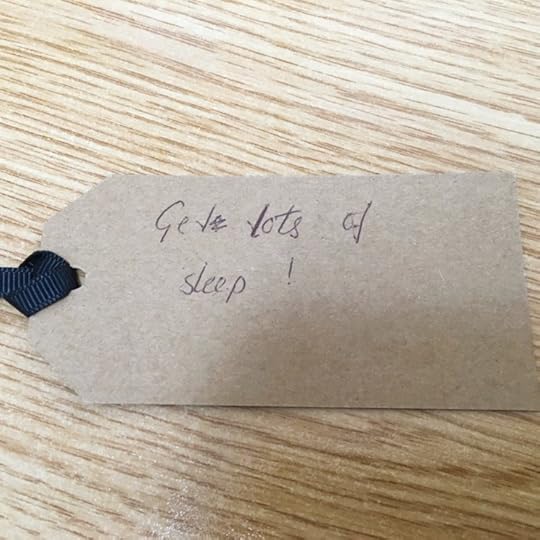 Get lots of
sleep !